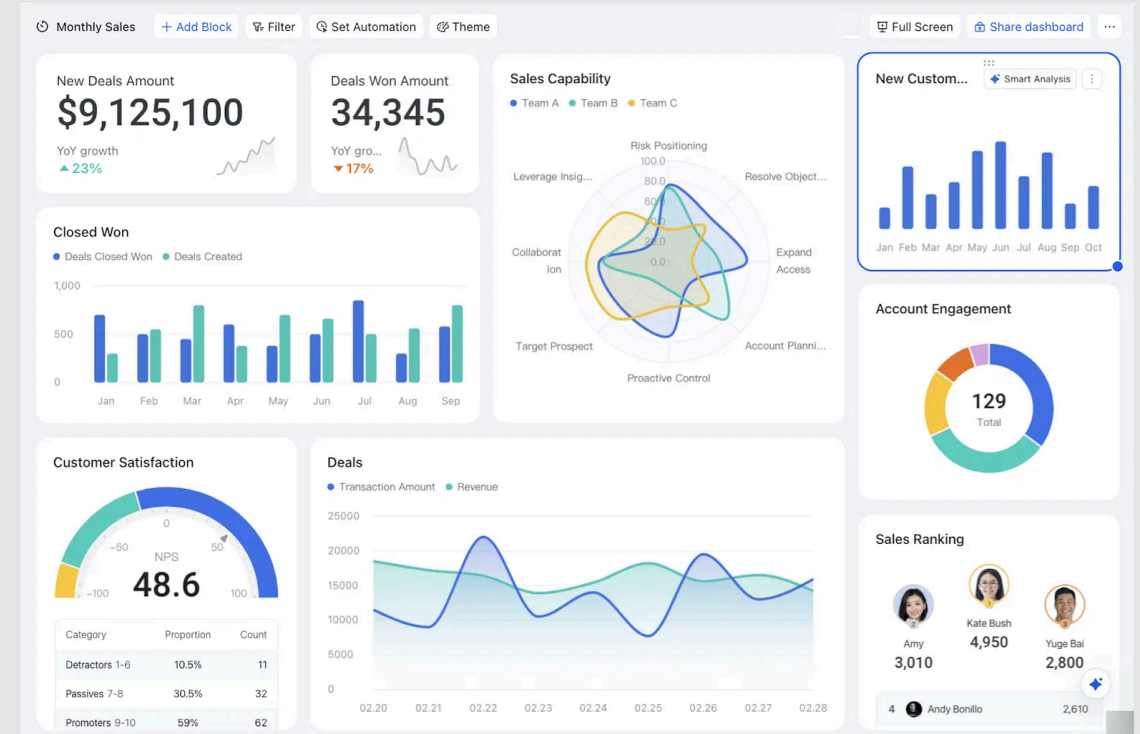 Monthly Sales
+ Add Block
Filter
Set Automation
Theme
Full Screen
Share dashboard
New Deals Amount
$9,125,100
YoY growth
23%
Deals Won Amount
34,345
YoY gro...
17%
Sales Capability
Team A Team B Team C
Risk Positioning
Resolve Object...
Expand
Access
Account Planni...
Proactive Control
Target Prospect
Collaborat
ion
Leverage Insig...
100.0
80.0
20.0
0.0
New Custom...
Smart Analysis
Jan Feb Mar Apr May Jun Jul Aug Sep Oct
Closed Won
Deals Closed Won Deals Created
1,000
500
0
Jan Feb Mar Apr May Jun Jul Aug Sep
Account Engagement
129
Total
Customer Satisfaction
−100
−50
0
50
100
NPS
48.6
Category Proportion Count
Detractors 1-6 10.5% 11
Passives 7-8 30.5% 32
Promoters 9-10 59% 62
Deals
Transaction Amount Revenue
25000
20000
15000
10000
5000
0
02.20 02.21 02.22 02.23 02.24 02.25 02.26 02.27 02.28
Sales Ranking
2
Amy
3,010
1
Kate Bush
4,950
3
Yuge Bai
2,800
4 Andy Bonillo 2,610